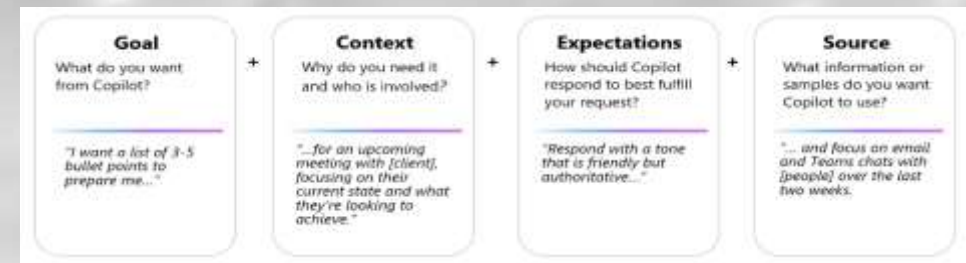 Goal
What do you want
from Copilot?
"I want a list of 3-5
bullet points to
prepare me..."
+
Context
Why do you need it
and who is involved?
"...for an upcoming
meeting with [client],
focusing on their
current state and what
they're looking to
achieve."
+
Expectations
How should Copilot
respond to best fulfill
your request?
"Respond with a tone
that is friendly but
authoritative..."
+
Source
What information or
samples do you want
Copilot to use?
"... and focus on email
and Teams chats with
[people] over the last
two weeks.